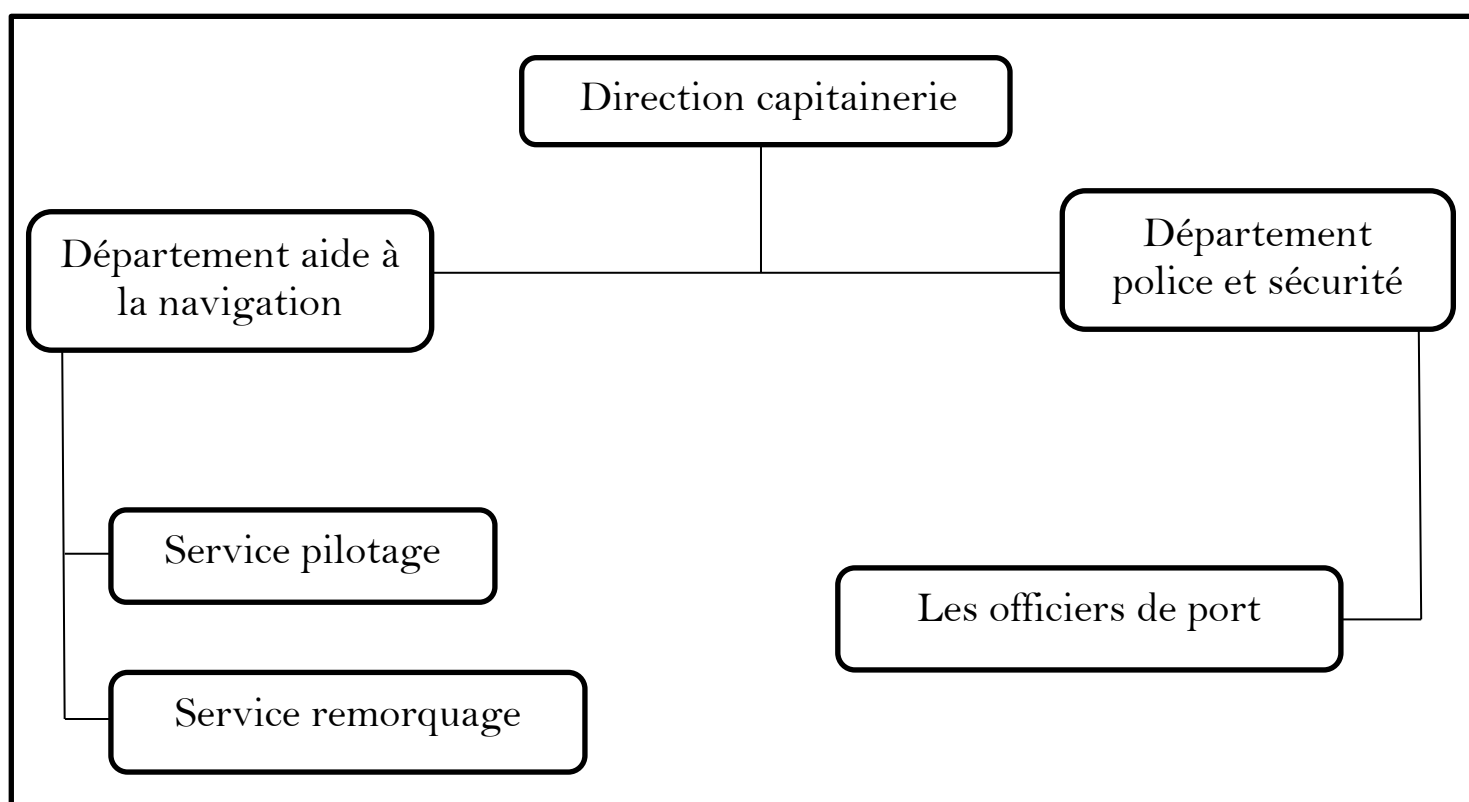 Direction capitainerie
Département aide à
la navigation
Département
police et sécurité
Service pilotage
Les officiers de port
Service remorquage